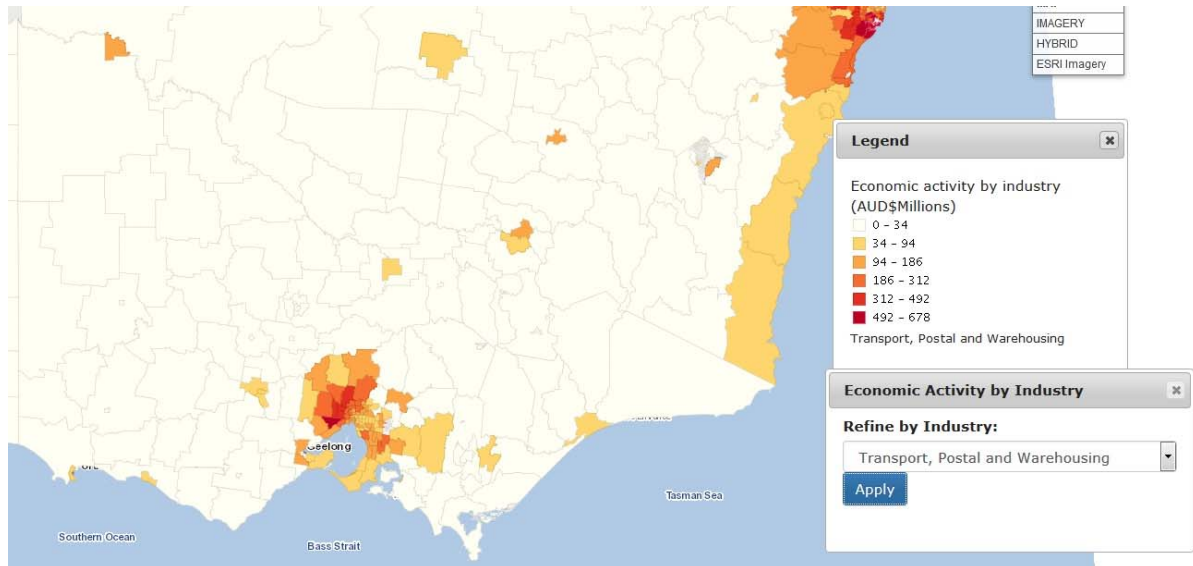 IMAGERY
HYBRID
ESRI Imagery
Legend
Economic activity by industry
(AUD$Millions)
0 – 34
34 – 94
94 – 186
186 – 312
312 – 492
492 – 678
Transport, Postal and Warehousing
Economic Activity by Industry
Refine by Industry:
Transport, Postal and Warehousing
Apply
Geelong
Tasman Sea
Southern Ocean
Bass Strait